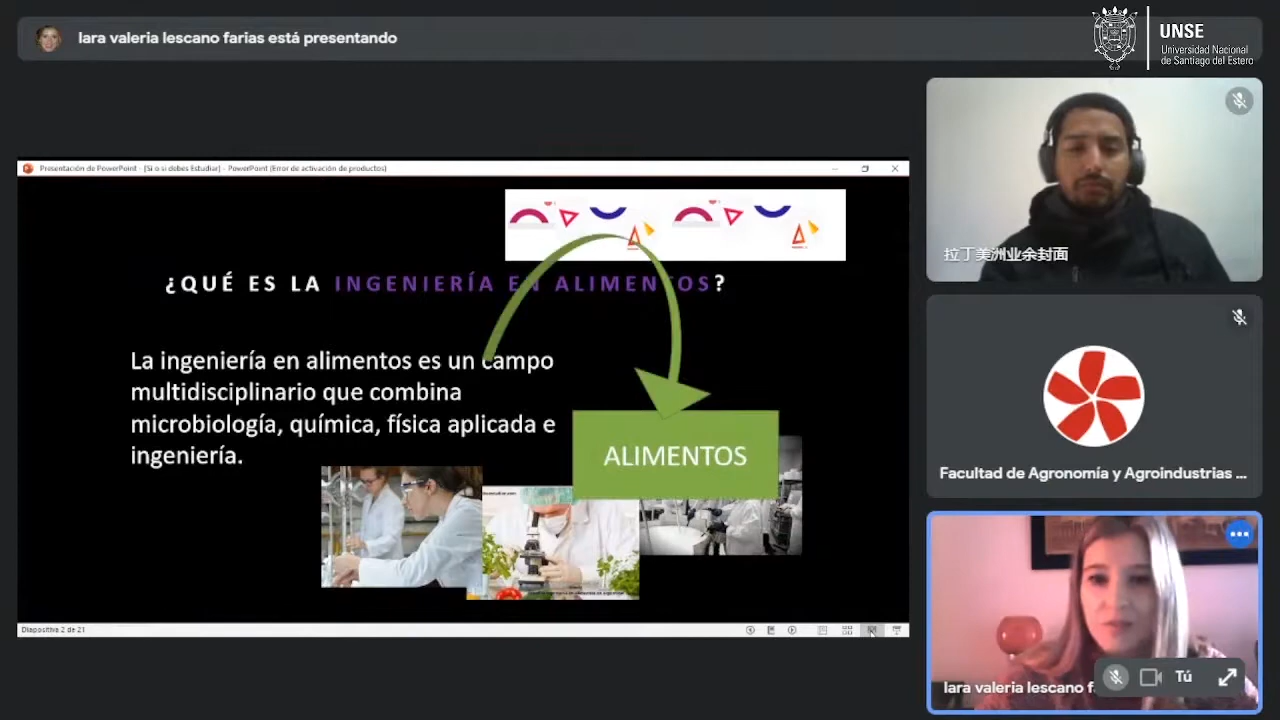 lara valeria lescano farias está presentando
UNSE
Universidad Nacional
de Santiago del Estero
Presentación de PowerPoint - [Si o si debes Estudiar] - PowerPoint (Error de activación de productos)
¿QUÉ ES LA INGENIERÍA EN ALIMENTOS?
La ingeniería en alimentos es un campo
multidisciplinario que combina
microbiología, química, física aplicada e
ingeniería.
ALIMENTOS
Diapositiva 2 de 21
拉丁美洲业余封面
Facultad de Agronomía y Agroindustrias ...
lara valeria lescano f
Tú